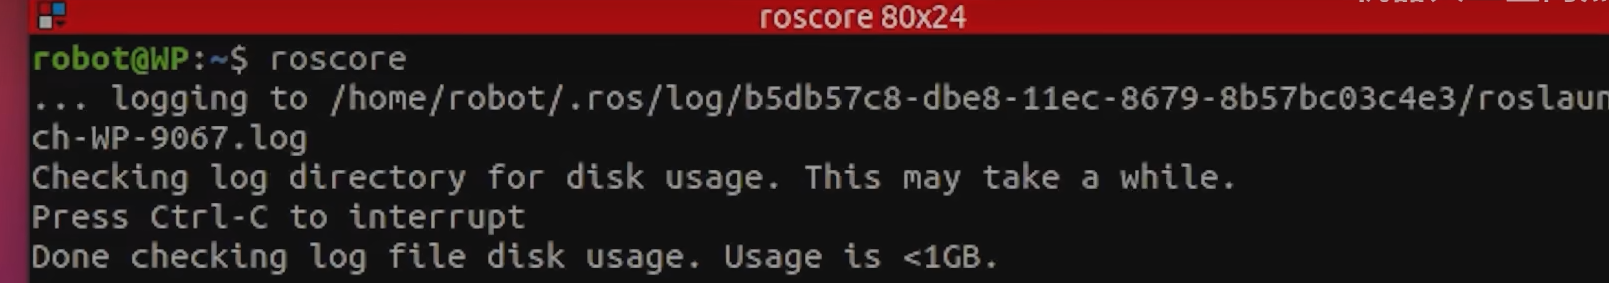 roscore 80x24
robot@WP:~$ roscore
... logging to /home/robot/.ros/log/b5db57c8-dbe8-11ec-8679-8b57bc03c4e3/roslaun
ch-WP-9067.log
Checking log directory for disk usage. This may take a while.
Press Ctrl-C to interrupt
Done checking log file disk usage. Usage is <1GB.